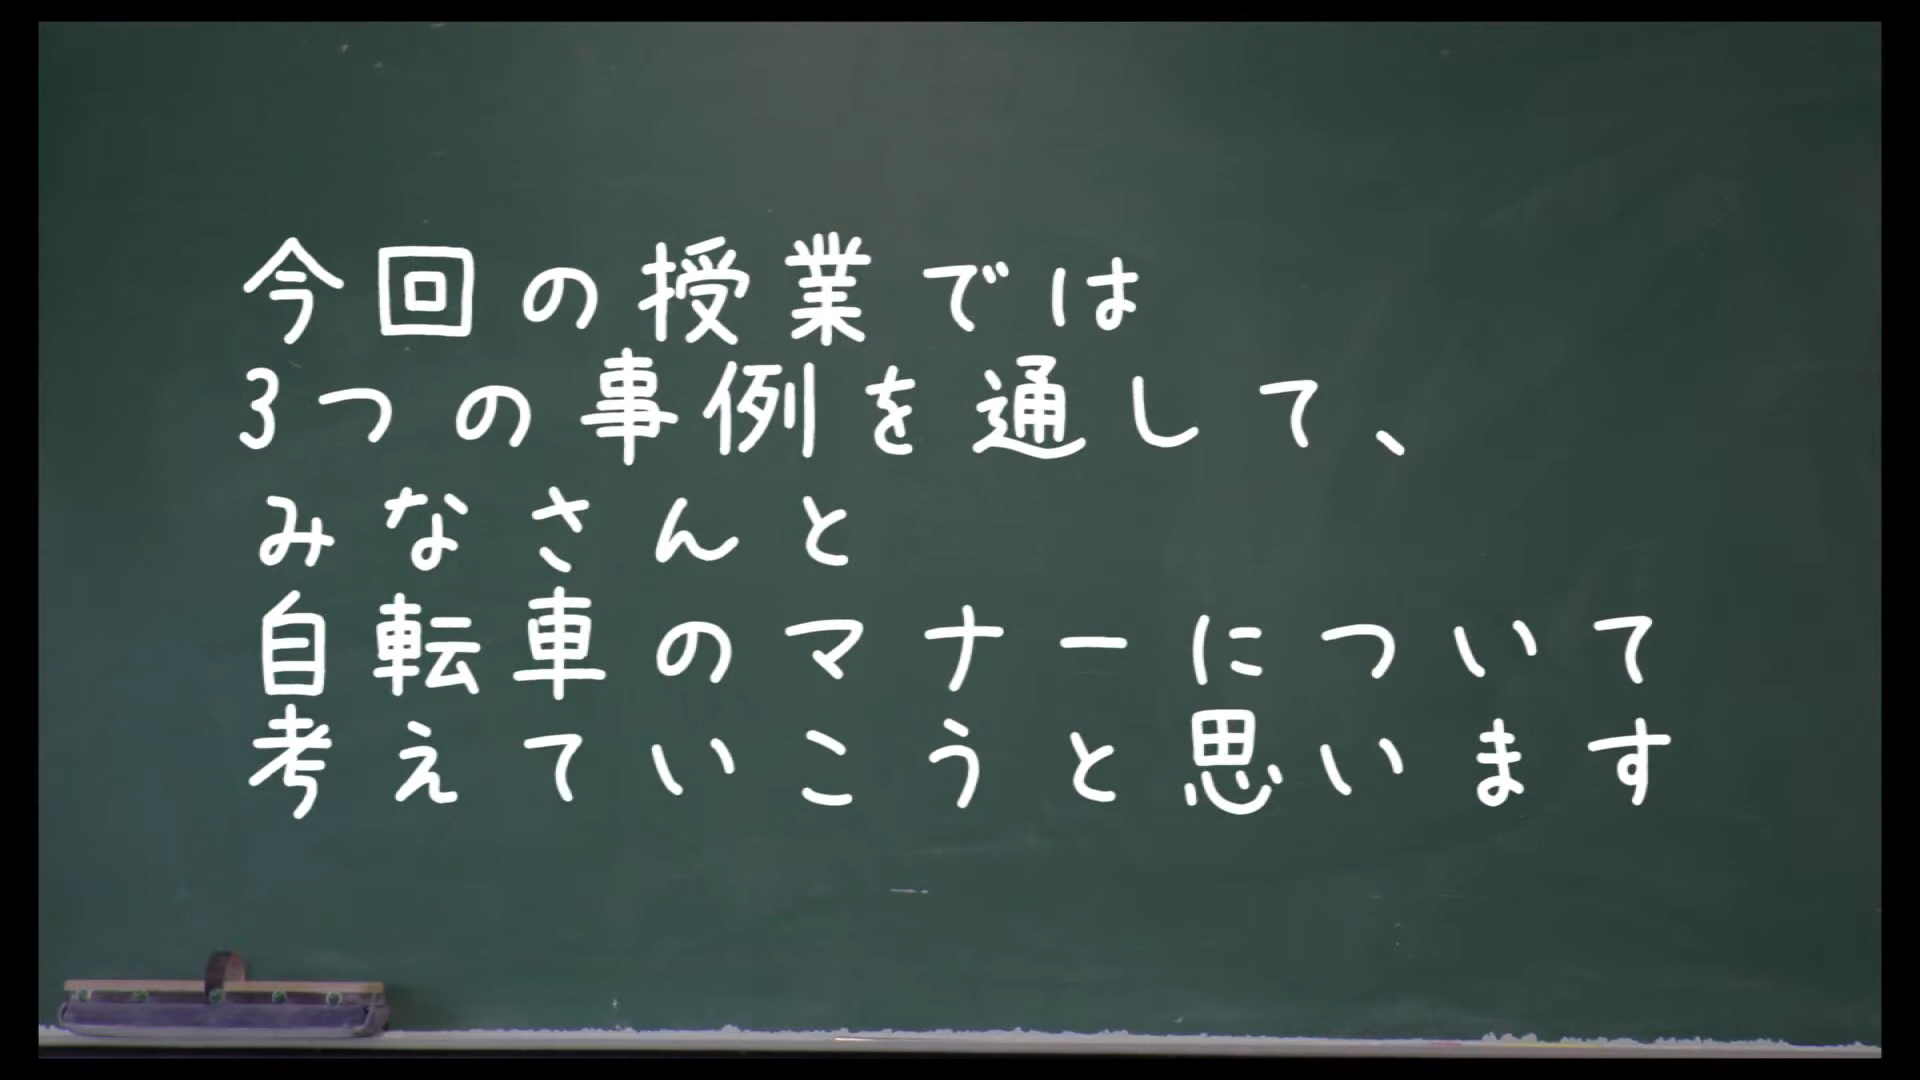 今回の授業では
3つの事例を通して、
みなさんと
自転車のマナーについて
考えていこうと思います